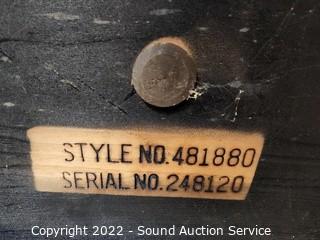 STYLE NO.481880
SERIAL NO.248120
Copyright 2022 - Sound Auction Service